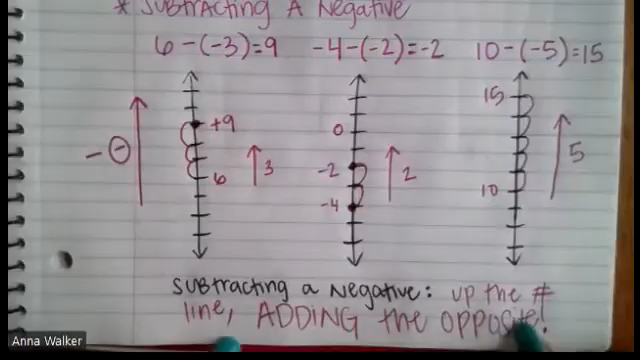 * Subtracting A Negative
6-(-3)=9 -4-(-2)=-2 10-(-5)=15
15
+9 0
- ⊖ 3 -2 2 5
6 -4 10
Subtracting a Negative: up the #
line, ADDING the OPPOSITE!
Anna Walker